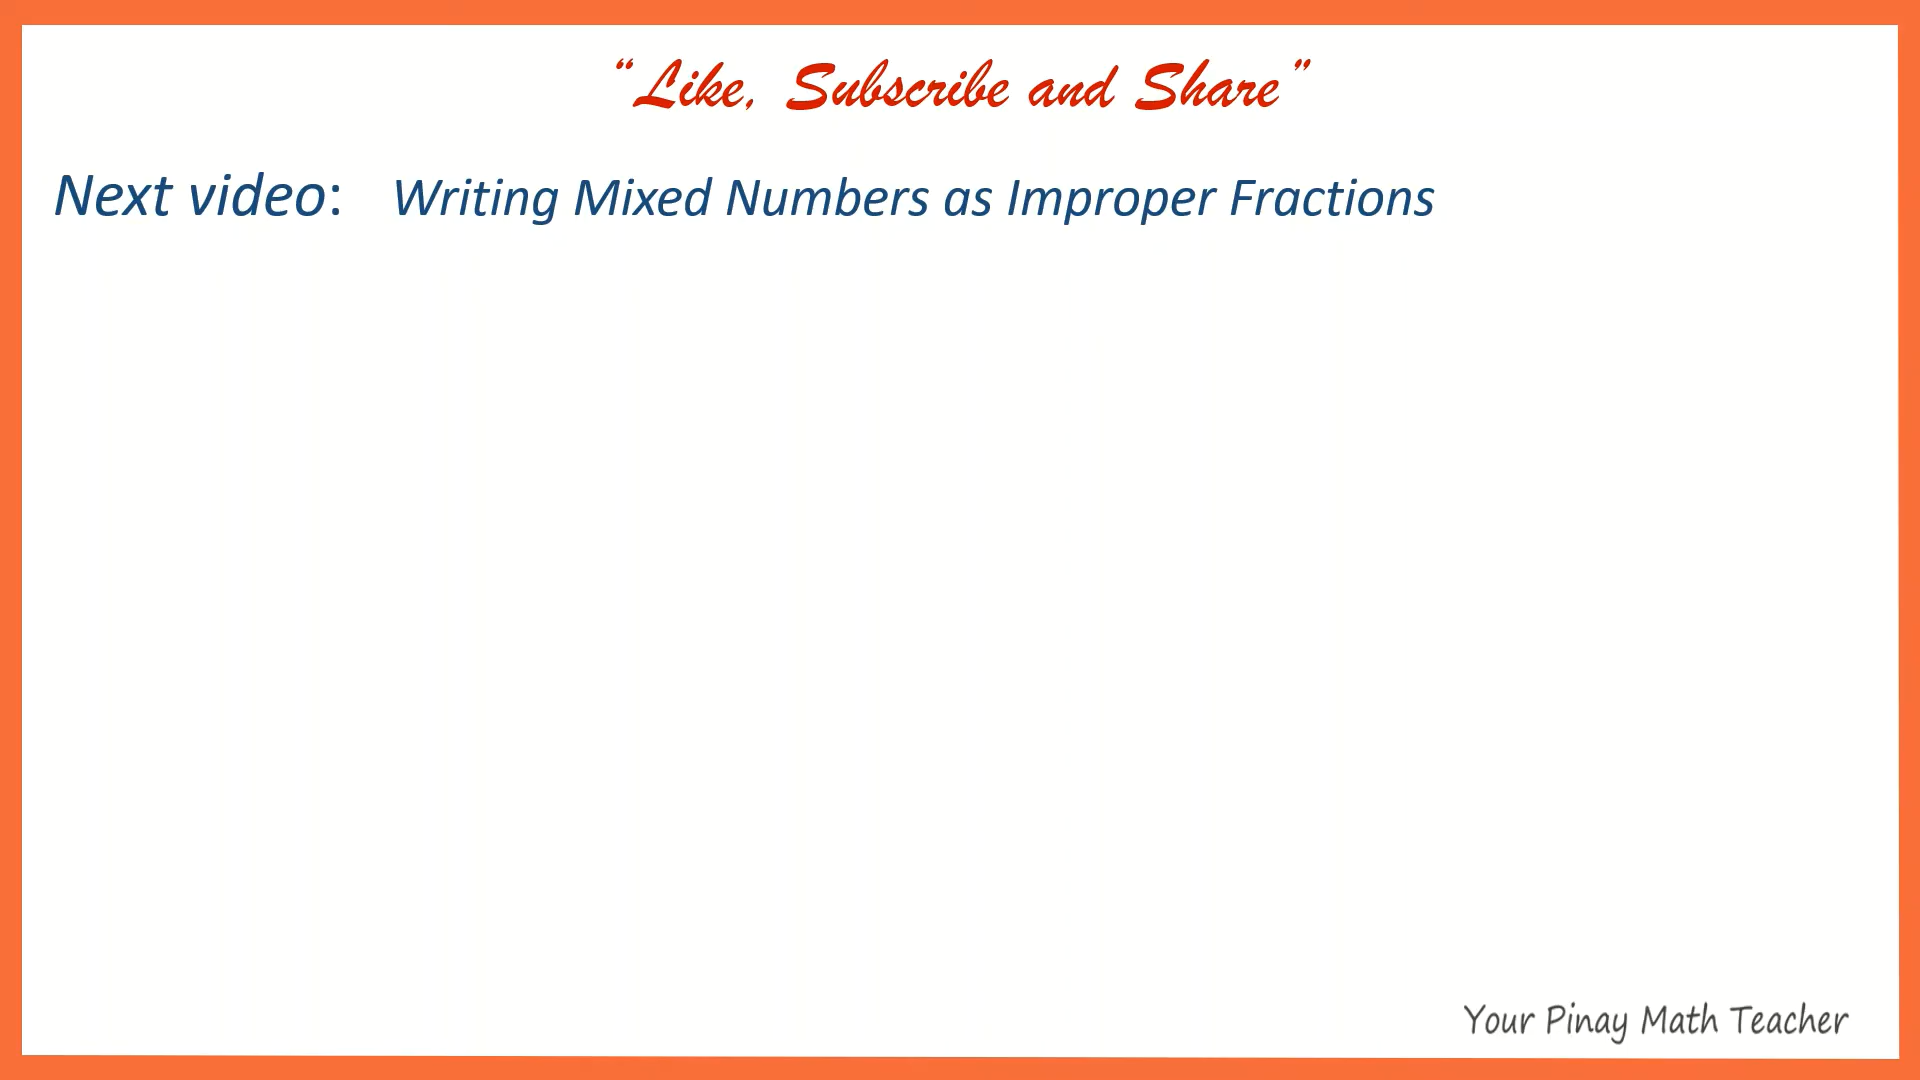 “Like, Subscribe and Share”
Next video: Writing Mixed Numbers as Improper Fractions
Your Pinay Math Teacher